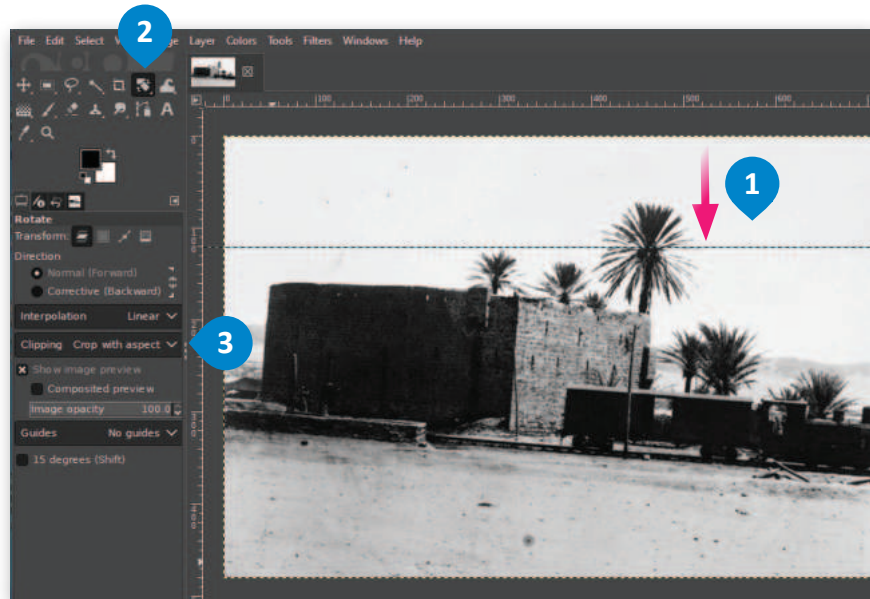 2
File Edit Select Layer Colors Tools Filters Windows Help
0 100 200 300 400 500 600
A
1
Rotate
Transform:
Direction
Normal (Forward)
Corrective (Backward)
Interpolation Linear
Clipping Crop with aspect
3
Show image preview
Composited preview
Image opacity 100.0
Guides No guides
15 degrees (Shift)